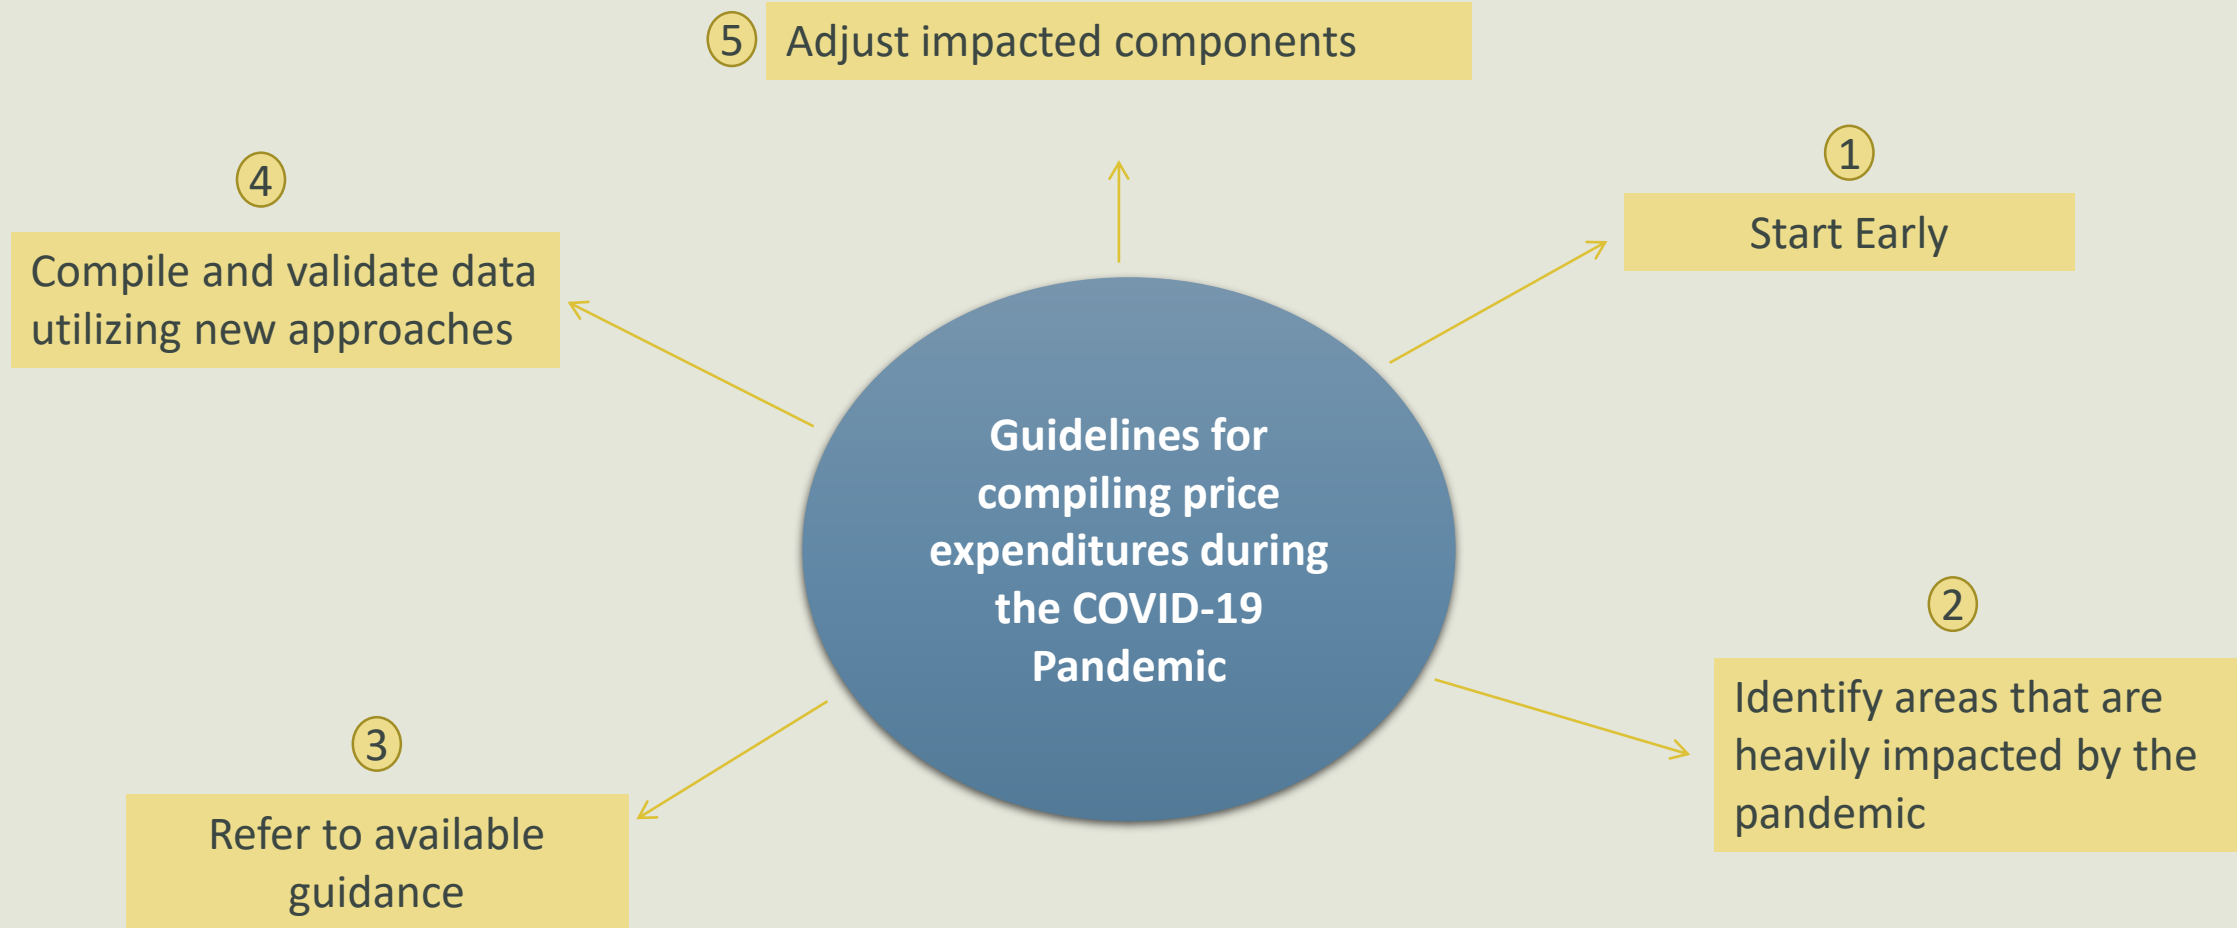 5
Adjust impacted components
1
Start Early
4
Compile and validate data
utilizing new approaches
Guidelines for
compiling price
expenditures during
the COVID-19
Pandemic
2
Identify areas that are
heavily impacted by the
pandemic
3
Refer to available
guidance